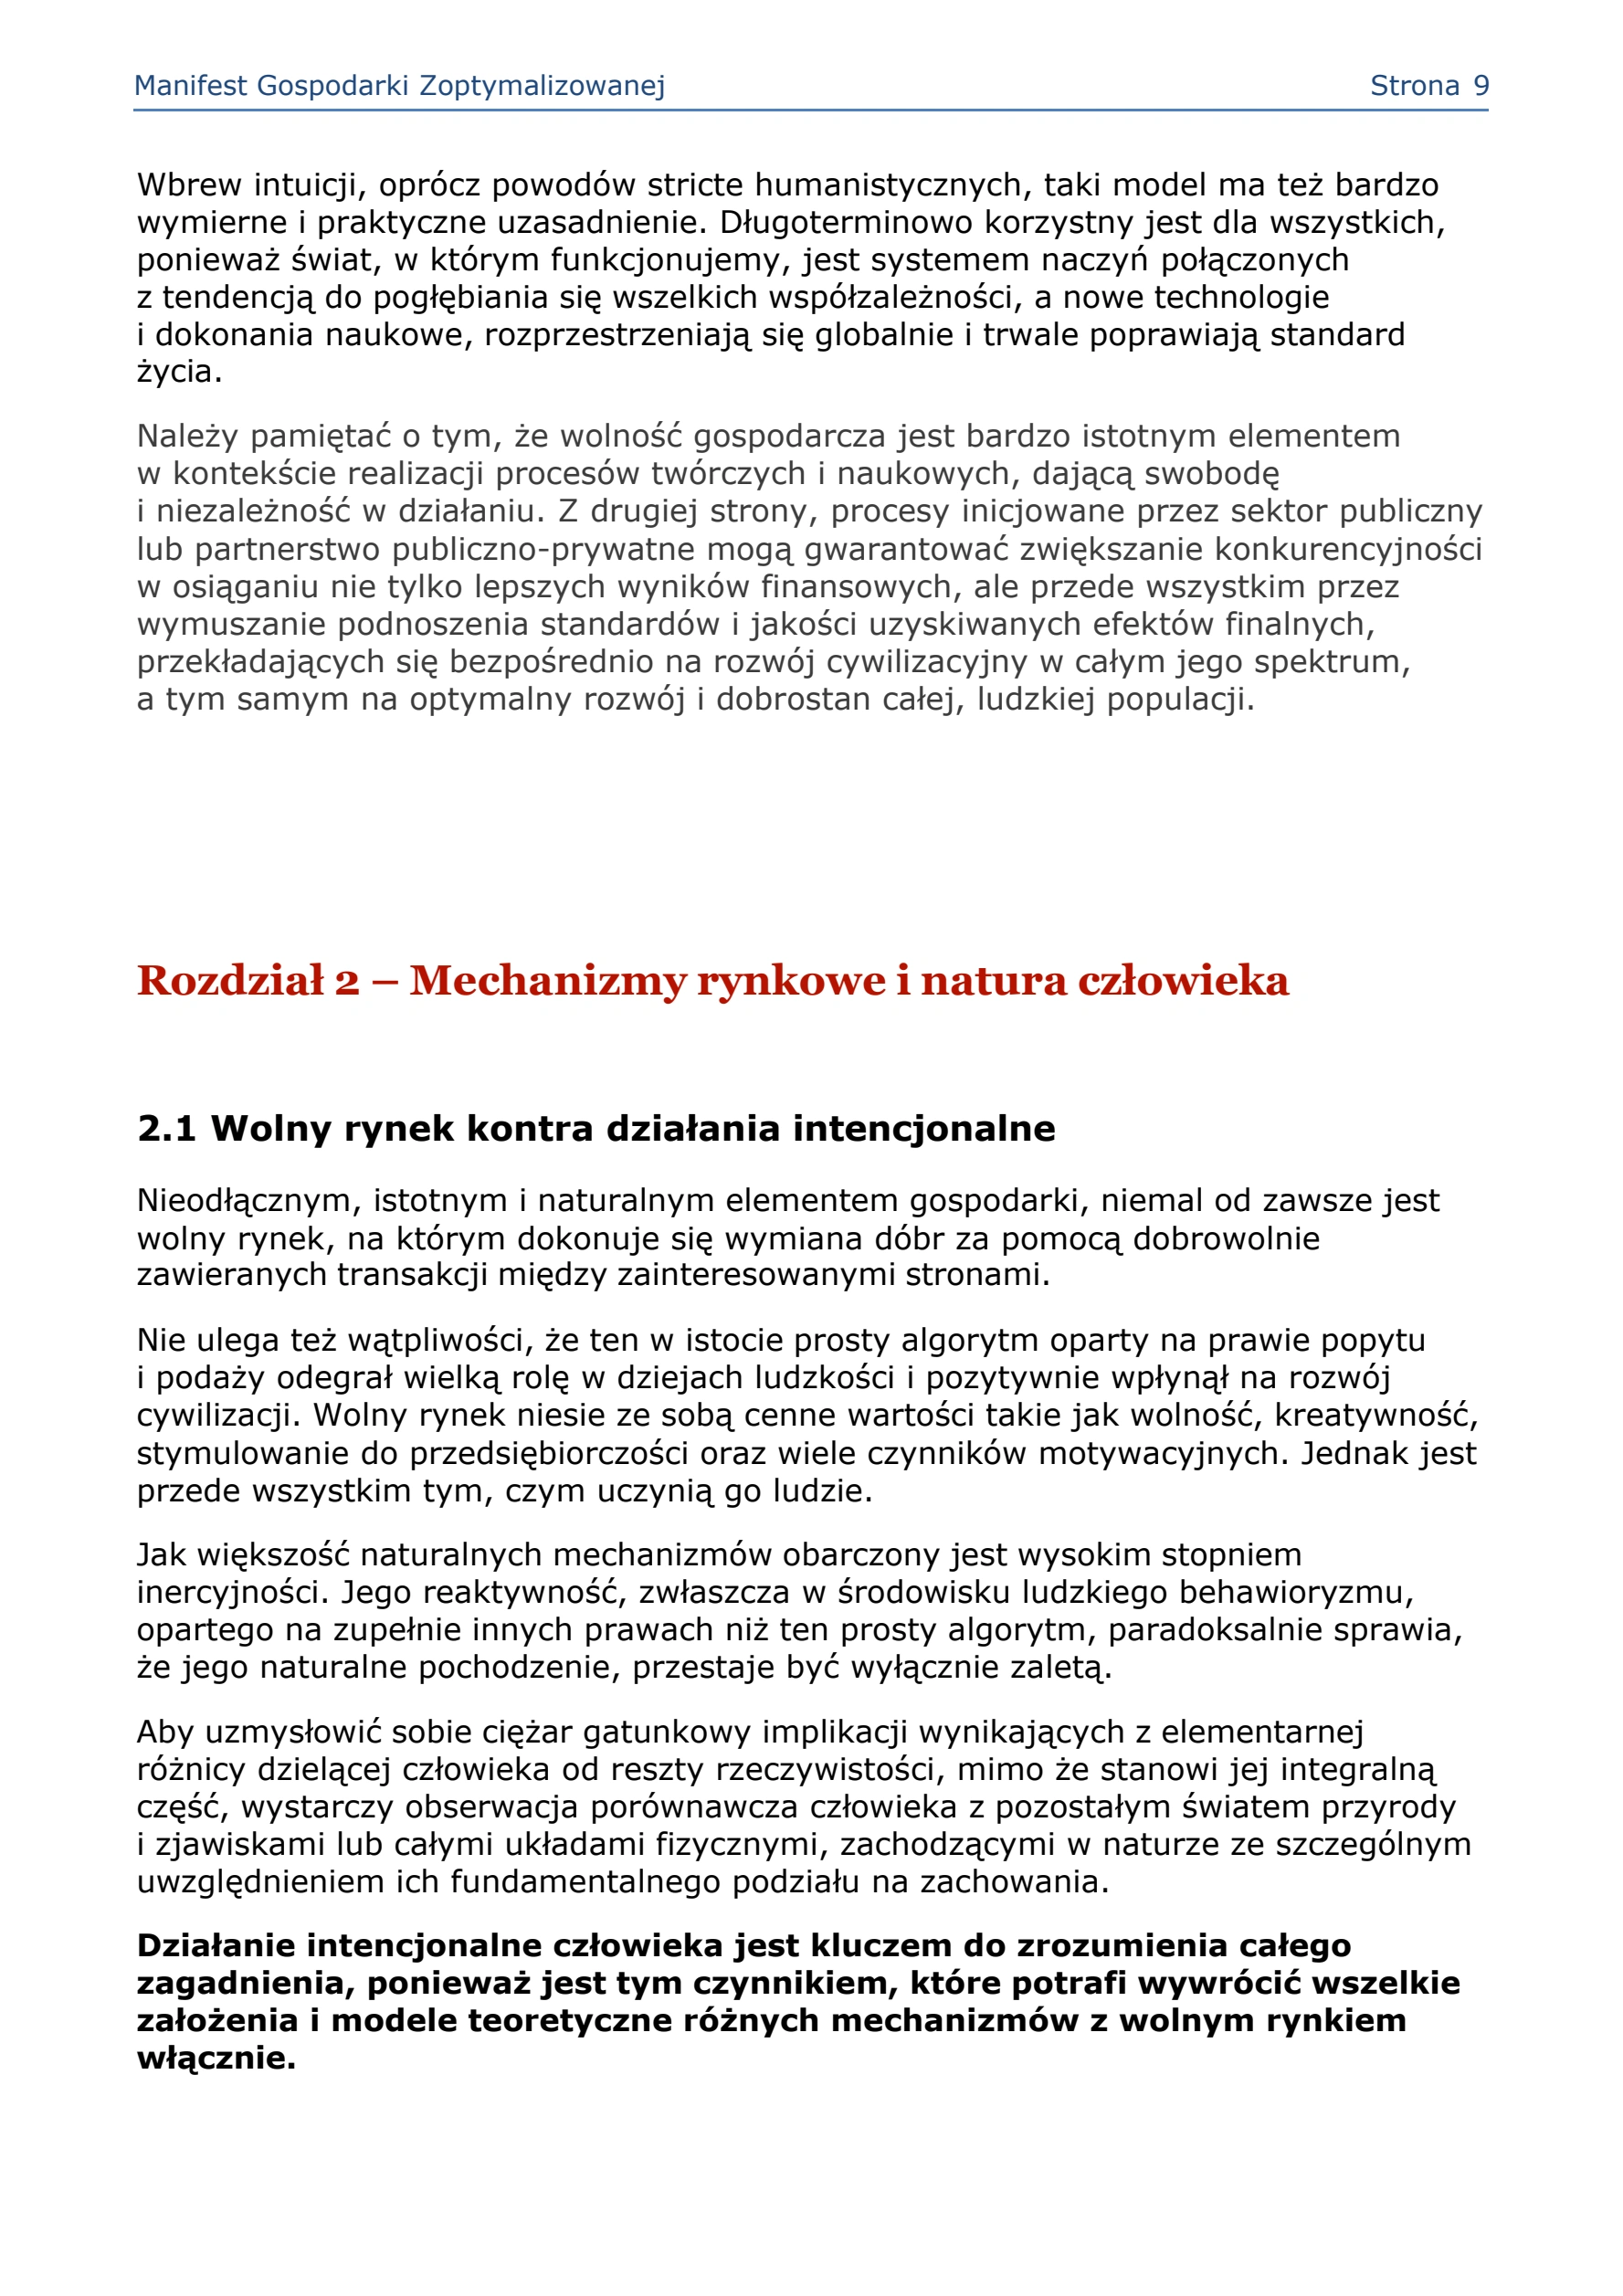 Manifest Gospodarki Zoptymalizowanej Strona 9
Wbrew intuicji, oprócz powodów stricte humanistycznych, taki model ma też bardzo
wymierne i praktyczne uzasadnienie. Długoterminowo korzystny jest dla wszystkich,
ponieważ świat, w którym funkcjonujemy, jest systemem naczyń połączonych
z tendencją do pogłębiania się wszelkich współzależności, a nowe technologie
i dokonania naukowe, rozprzestrzeniają się globalnie i trwale poprawiają standard
życia.
Należy pamiętać o tym, że wolność gospodarcza jest bardzo istotnym elementem
w kontekście realizacji procesów twórczych i naukowych, dającą swobodę
i niezależność w działaniu. Z drugiej strony, procesy inicjowane przez sektor publiczny
lub partnerstwo publiczno-prywatne mogą gwarantować zwiększanie konkurencyjności
w osiąganiu nie tylko lepszych wyników finansowych, ale przede wszystkim przez
wymuszanie podnoszenia standardów i jakości uzyskiwanych efektów finalnych,
przekładających się bezpośrednio na rozwój cywilizacyjny w całym jego spektrum,
a tym samym na optymalny rozwój i dobrostan całej, ludzkiej populacji.
Rozdział 2 – Mechanizmy rynkowe i natura człowieka
2.1 Wolny rynek kontra działania intencjonalne
Nieodłącznym, istotnym i naturalnym elementem gospodarki, niemal od zawsze jest
wolny rynek, na którym dokonuje się wymiana dóbr za pomocą dobrowolnie
zawieranych transakcji między zainteresowanymi stronami.
Nie ulega też wątpliwości, że ten w istocie prosty algorytm oparty na prawie popytu
i podaży odegrał wielką rolę w dziejach ludzkości i pozytywnie wpłynął na rozwój
cywilizacji. Wolny rynek niesie ze sobą cenne wartości takie jak wolność, kreatywność,
stymulowanie do przedsiębiorczości oraz wiele czynników motywacyjnych. Jednak jest
przede wszystkim tym, czym uczynią go ludzie.
Jak większość naturalnych mechanizmów obarczony jest wysokim stopniem
inercyjności. Jego reaktywność, zwłaszcza w środowisku ludzkiego behawioryzmu,
opartego na zupełnie innych prawach niż ten prosty algorytm, paradoksalnie sprawia,
że jego naturalne pochodzenie, przestaje być wyłącznie zaletą.
Aby uzmysłowić sobie ciężar gatunkowy implikacji wynikających z elementarnej
różnicy dzielącej człowieka od reszty rzeczywistości, mimo że stanowi jej integralną
część, wystarczy obserwacja porównawcza człowieka z pozostałym światem przyrody
i zjawiskami lub całymi układami fizycznymi, zachodzącymi w naturze ze szczególnym
uwzględnieniem ich fundamentalnego podziału na zachowania.
Działanie intencjonalne człowieka jest kluczem do zrozumienia całego
zagadnienia, ponieważ jest tym czynnikiem, które potrafi wywrócić wszelkie
założenia i modele teoretyczne różnych mechanizmów z wolnym rynkiem
włącznie.